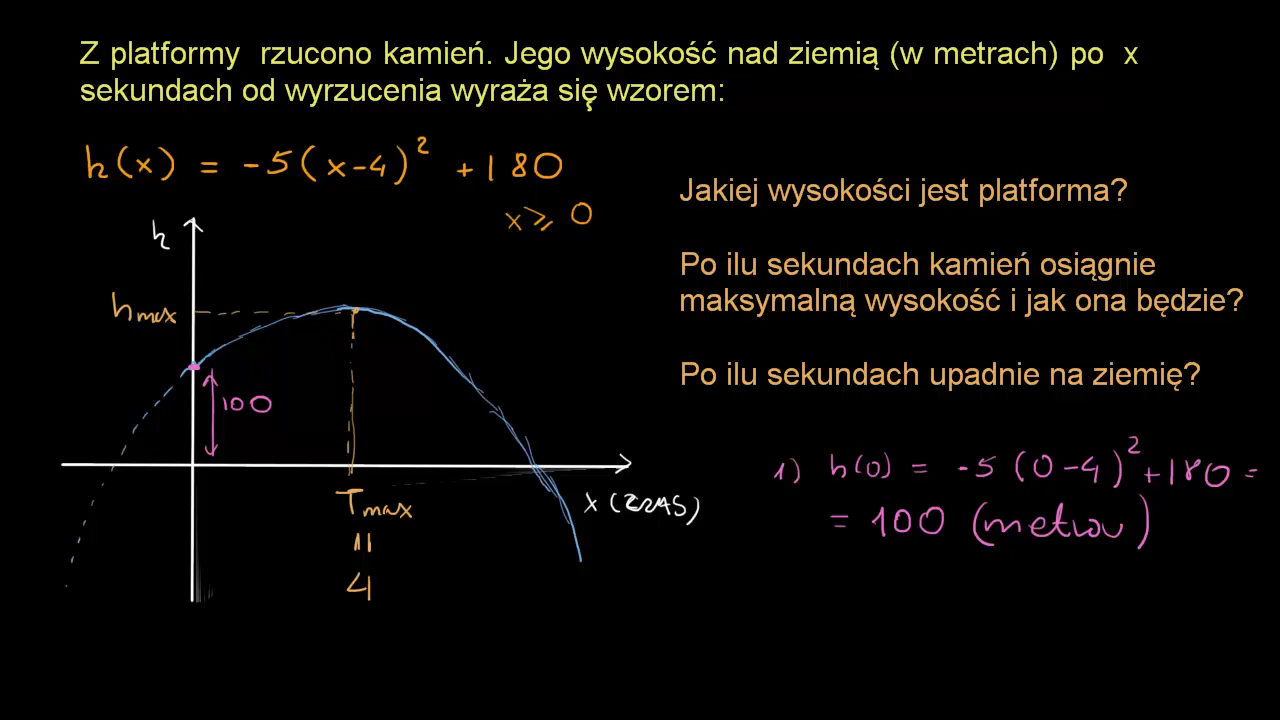 Z platformy rzucono kamień. Jego wysokość nad ziemią (w metrach) po x
sekundach od wyrzucenia wyraża się wzorem:
h(x) = -5(x-4)² +180
x ≥ 0
Jakiej wysokości jest platforma?
Po ilu sekundach kamień osiągnie
maksymalną wysokość i jak ona będzie?
Po ilu sekundach upadnie na ziemię?
h
hmax
100
x (CZAS)
Tmax
11
4
1) h(0) = -5 (0-4)² +180 =
= 100 (metrów)